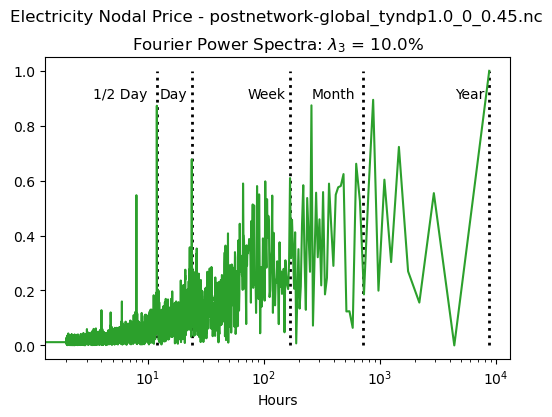 Electricity Nodal Price - postnetwork-global_tyndp1.0_0_0.45.nc
Fourier Power Spectra: λ₃ = 10.0%
1.0
1/2 Day Day Week Month Year
0.8
0.6
0.4
0.2
0.0
10¹ 10² 10³ 10⁴
Hours